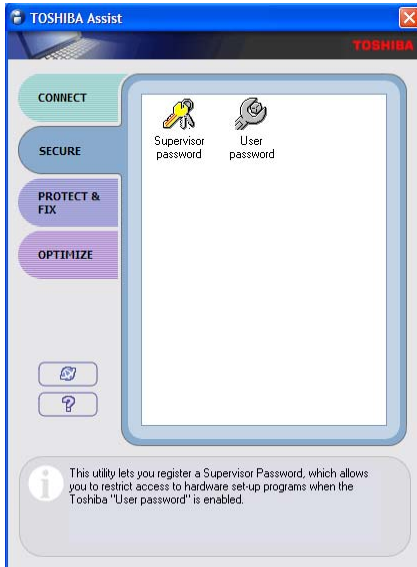 TOSHIBA Assist
TOSHIBA
CONNECT
SECURE
PROTECT &
FIX
OPTIMIZE
Supervisor
password
User
password
?
i
This utility lets you register a Supervisor Password, which allows
you to restrict access to hardware set-up programs when the
Toshiba "User password" is enabled.